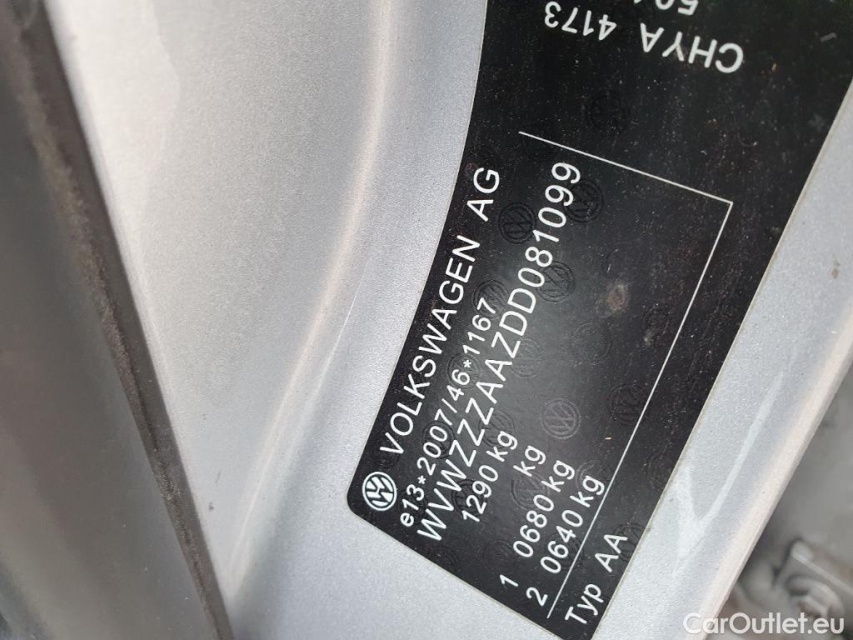 VOLKSWAGEN AG
e13*2007/46*1167
WVWZZZAAZDD081099
1290 kg
kg
1 0680 kg
2 0640 kg
Typ AA
CHYA 4173
CarOutlet.eu